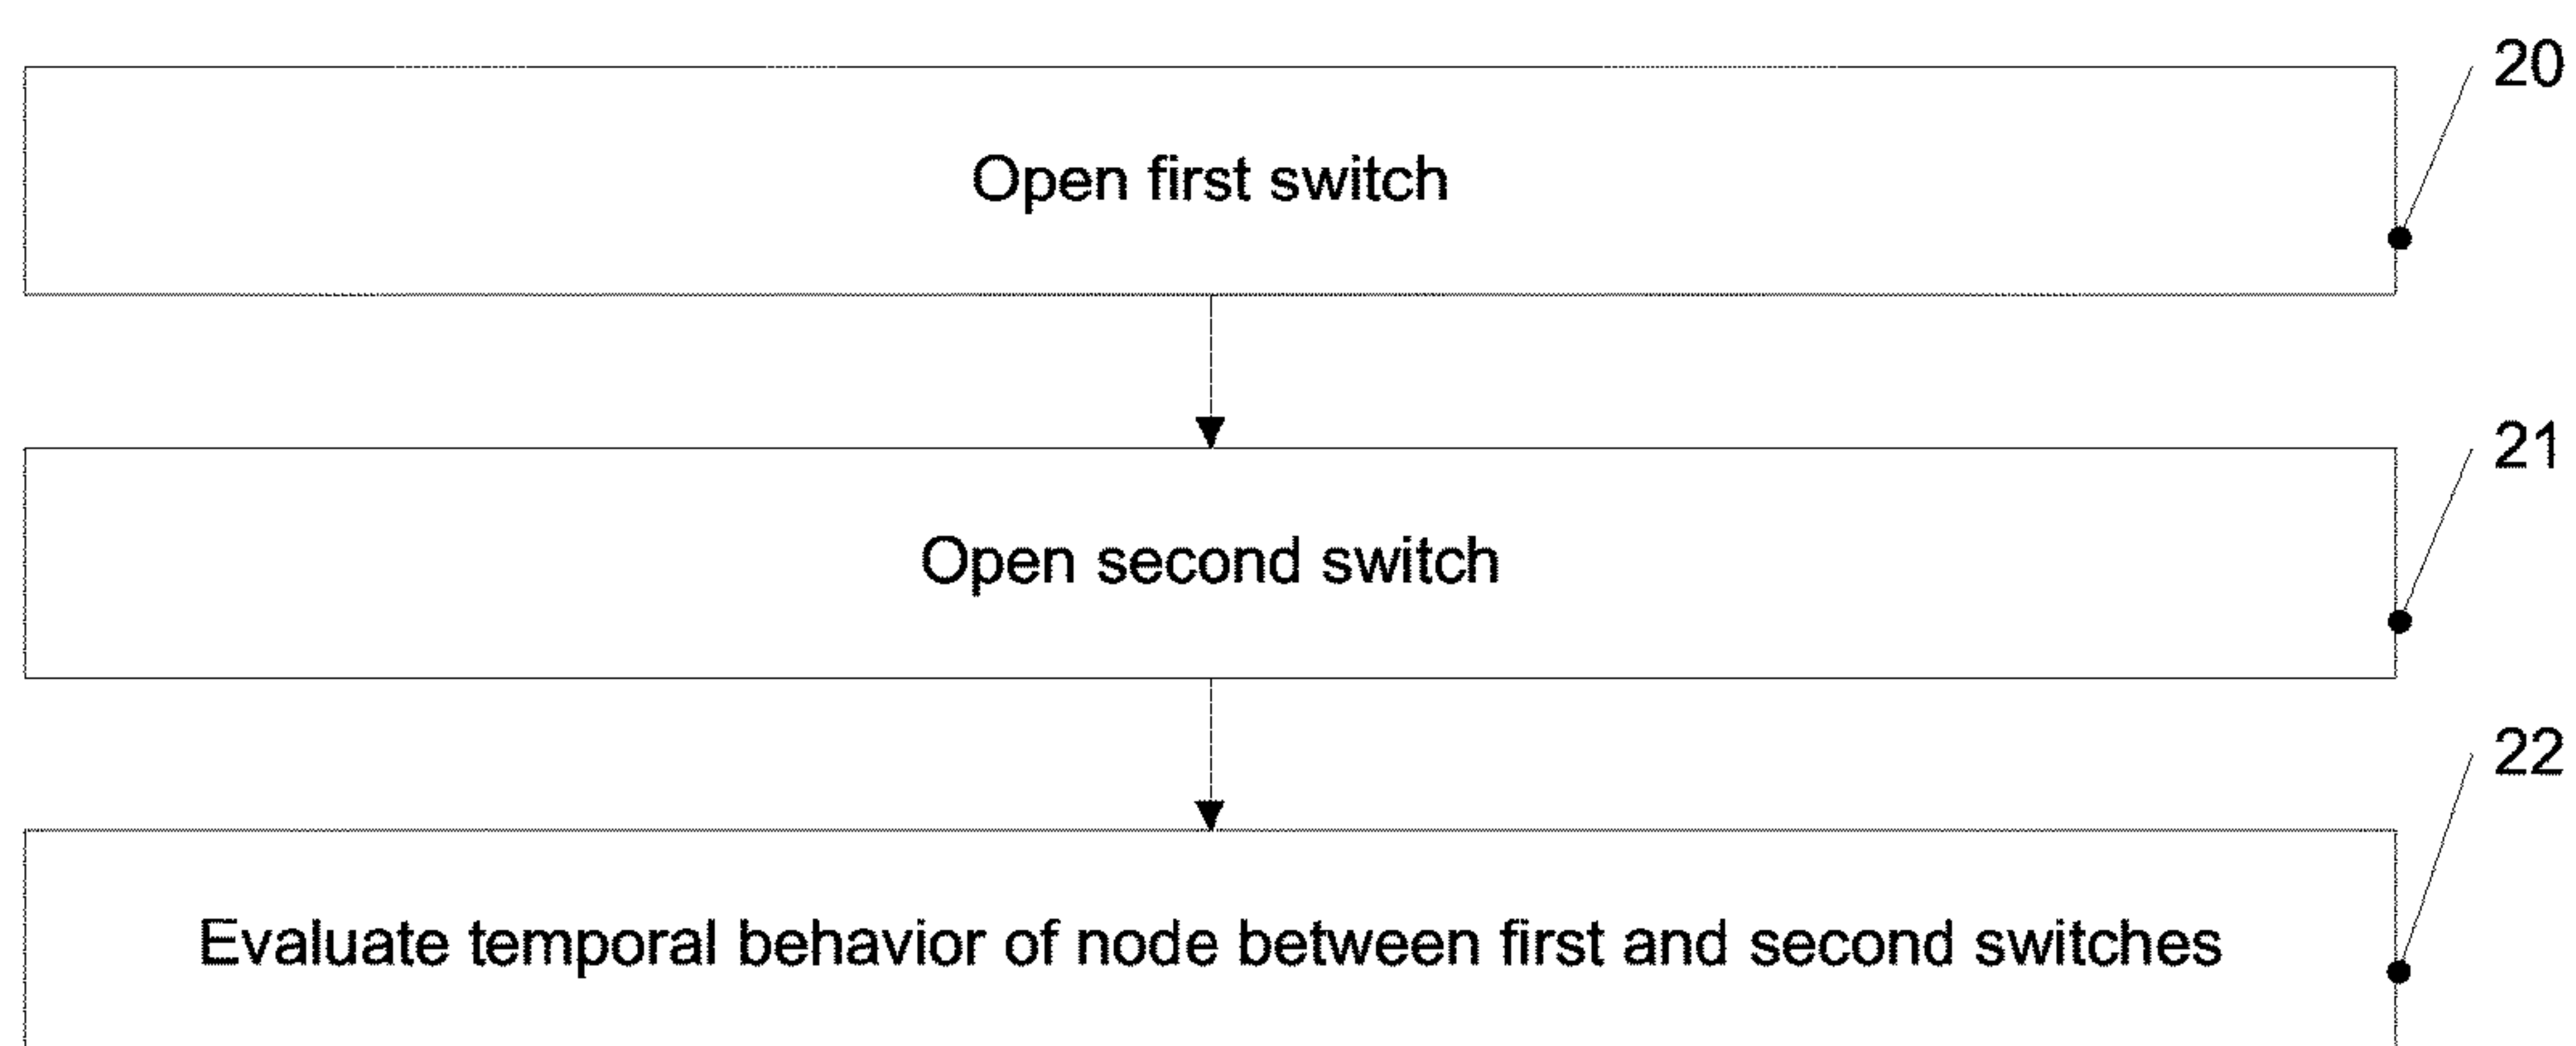 20
Open first switch
21
Open second switch
22
Evaluate temporal behavior of node between first and second switches